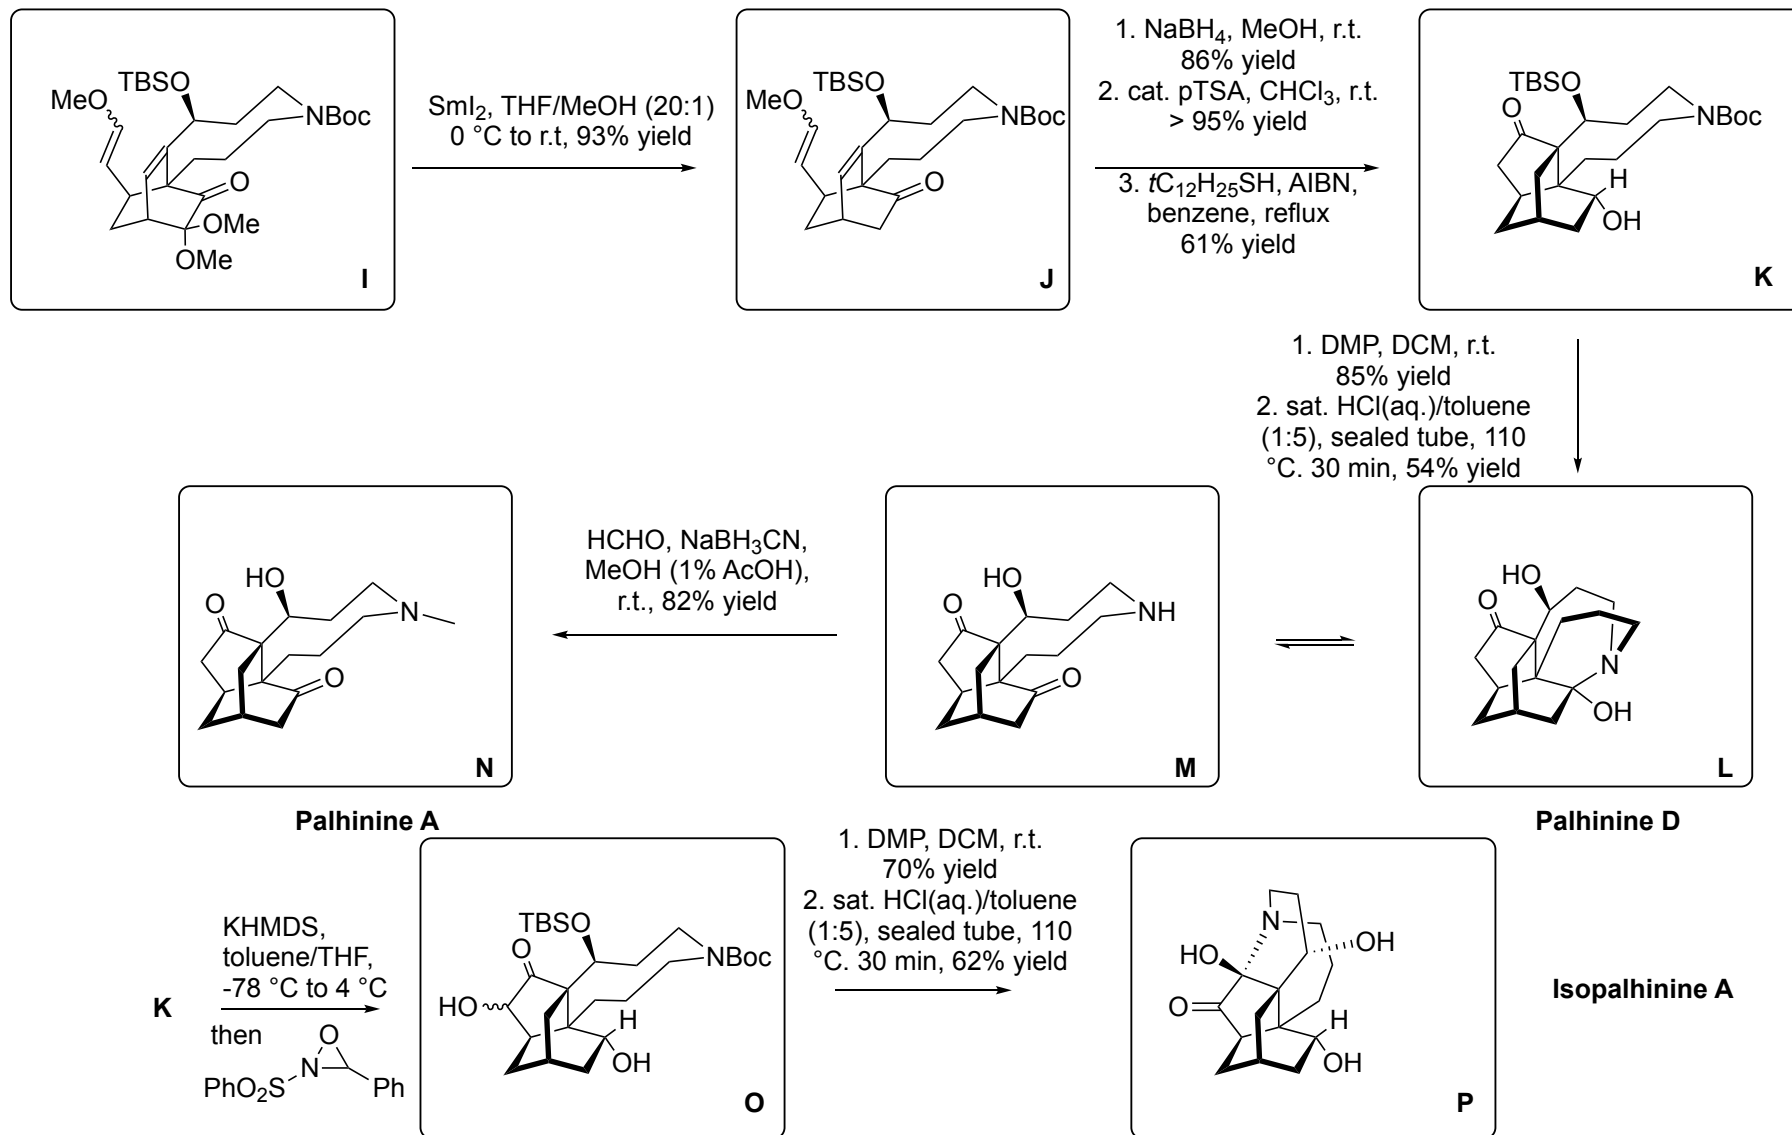 TBSO
MeO
NBoc
O
OMe
OMe
I
SmI2, THF/MeOH (20:1)
0 °C to r.t, 93% yield
TBSO
MeO
NBoc
O
J
1. NaBH4, MeOH, r.t.
86% yield
2. cat. pTSA, CHCl3, r.t.
> 95% yield
3. tC12H25SH, AIBN,
benzene, reflux
61% yield
TBSO
O
NBoc
H
OH
K
1. DMP, DCM, r.t.
85% yield
2. sat. HCl(aq.)/toluene
(1:5), sealed tube, 110
°C. 30 min, 54% yield
HO
O
N
O
N
Palhinine A
HCHO, NaBH3CN,
MeOH (1% AcOH),
r.t., 82% yield
HO
O
NH
O
M
HO
O
N
OH
L
Palhinine D
K
KHMDS,
toluene/THF,
-78 °C to 4 °C
then
O
N
PhO2S
Ph
TBSO
O
NBoc
HO
H
OH
O
1. DMP, DCM, r.t.
70% yield
2. sat. HCl(aq.)/toluene
(1:5), sealed tube, 110
°C. 30 min, 62% yield
N
OH
HO
O
H
OH
P
Isopalhinine A